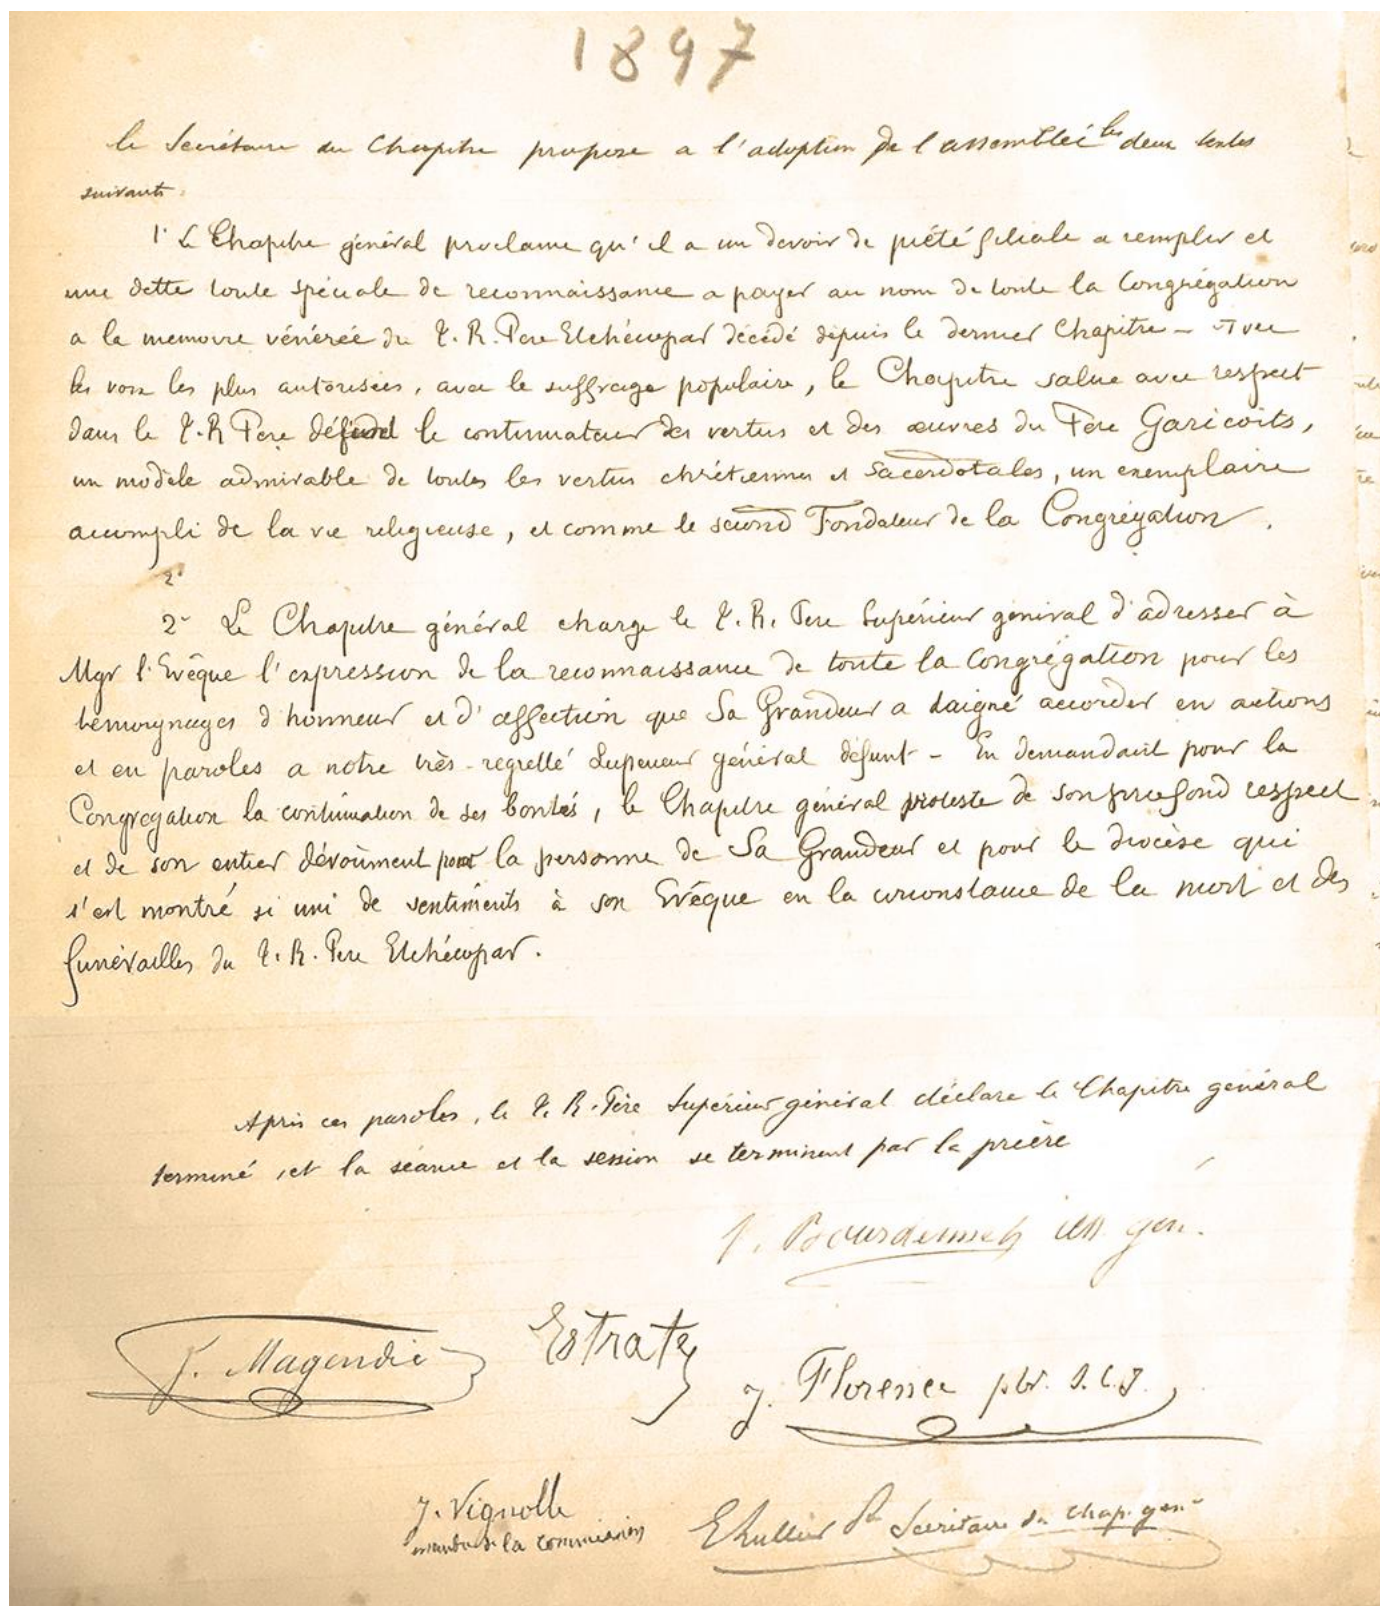 1897
le Secrétaire du Chapitre propose a l'adoption de l'assemblée les deux textes
suivants.
1° Le Chapitre général proclame qu'il a un devoir de piété filiale a remplir et
une dette toute spéciale de reconnaissance a payer au nom de toute la Congrégation
a la memoire vénérée du T. R. Père Etchécopar décédé depuis le dernier Chapitre – Avec
les voix les plus autorisées, avec le suffrage populaire, le Chapitre salue avec respect
dans le T. R Père défunt le continuateur des vertus et des œuvres du Père Garicoits,
un modèle admirable de toutes les vertus chrétiennes et Sacerdotales, un exemplaire
accompli de la vie religieuse, et comme le second Fondateur de la Congrégation.
2°
2° Le Chapitre général charge le T. R. Père Supérieur général d'adresser à
Mgr l'Evêque l'expression de la reconnaissance de toute la Congrégation pour les
témoignages d'honneur et d'affection que Sa Grandeur a daigné accorder en actions
et en paroles a notre très-regretté Supérieur général défunt – En demandant pour la
Congrégation la continuation de ses bontés, le Chapitre général proteste de son profond respect
et de son entier dévoûment pour la personne de Sa Grandeur et pour le diocèse qui
s'est montré si uni de sentiments à son Evêque en la circonstance de la mort et des
funérailles du T. R. Père Etchécopar.
Après ces paroles, le T. R. Père Supérieur général déclare le Chapitre général
terminé, et la séance et la session se terminent par la prière
Bourdenne
J. Magendie
Estrate
J. Florence pbr. S.C.J.
J. Vignolle
membre de la commission
Secrétaire du Chap. gen